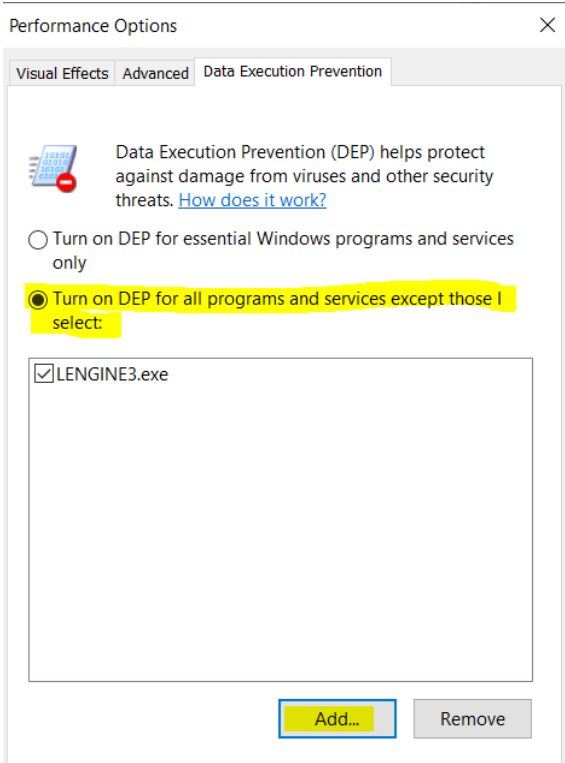 Performance Options
Visual Effects Advanced Data Execution Prevention
Data Execution Prevention (DEP) helps protect
against damage from viruses and other security
threats. How does it work?
Turn on DEP for essential Windows programs and services
only
Turn on DEP for all programs and services except those I
select:
LENGINE3.exe
Add... Remove